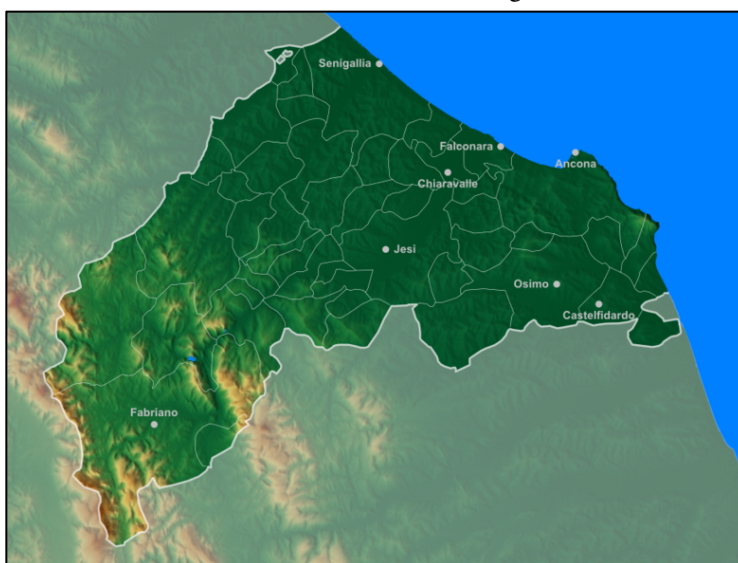 Senigallia
Falconara
Ancona
Chiaravalle
Jesi
Osimo
Castelfidardo
Fabriano